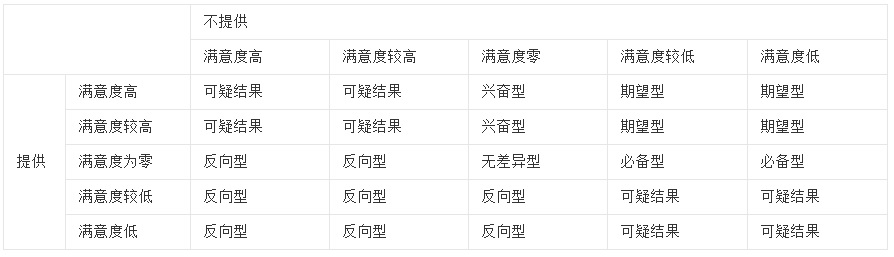 不提供
满意度高 满意度较高 满意度零 满意度较低 满意度低
满意度高 可疑结果 可疑结果 兴奋型 期望型 期望型
满意度较高 可疑结果 可疑结果 兴奋型 期望型 期望型
提供 满意度为零 反向型 反向型 无差异型 必备型 必备型
满意度较低 反向型 反向型 反向型 可疑结果 可疑结果
满意度低 反向型 反向型 反向型 可疑结果 可疑结果